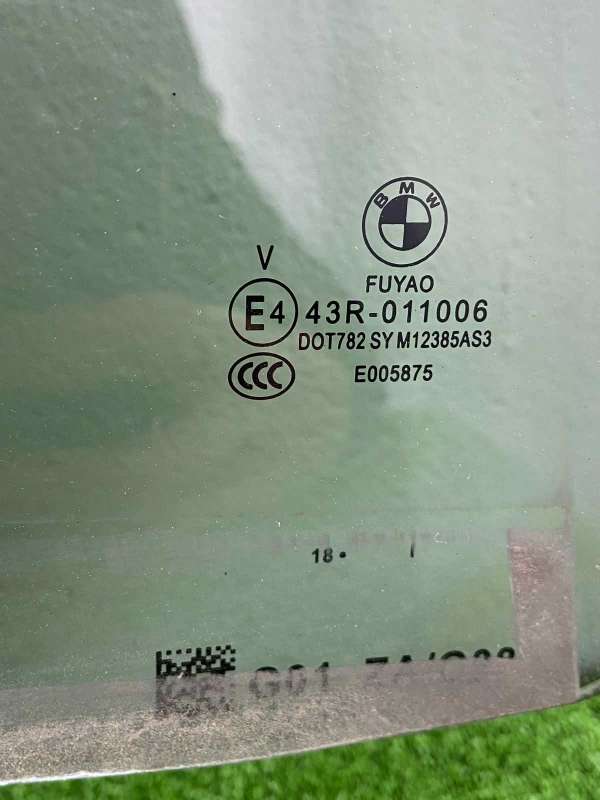 BMW
V
FUYAO
E4 43R-011006
DOT782 SY M12385AS3
CCC E005875
18 •
G01